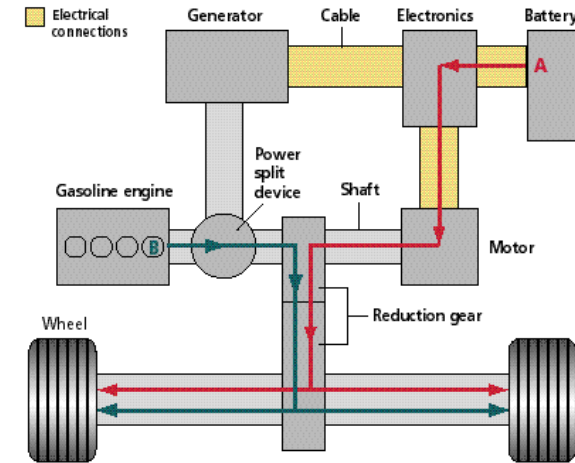 Electrical
connections
Generator
Cable
Electronics
Battery
A
Power
split
device
Gasoline engine
Shaft
B
Motor
Reduction gear
Wheel